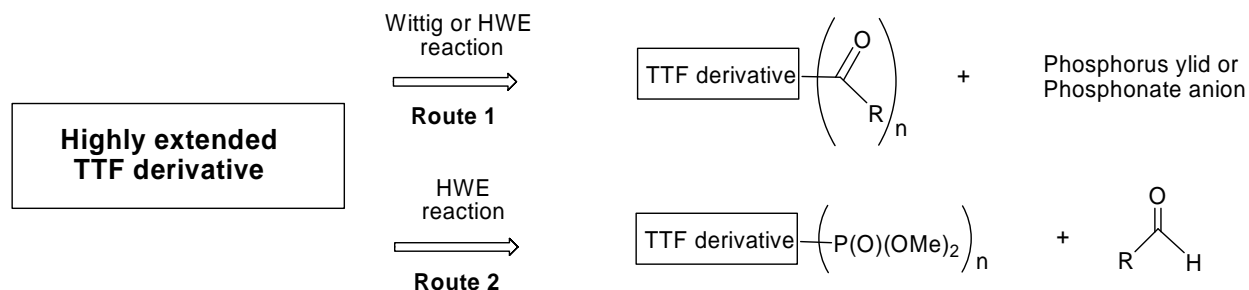 Wittig or HWE
reaction
Route 1
TTF derivative
O
R
n
+
Phosphorus ylid or
Phosphonate anion
Highly extended
TTF derivative
HWE
reaction
Route 2
TTF derivative
P(O)(OMe)2
n
+
O
R
H